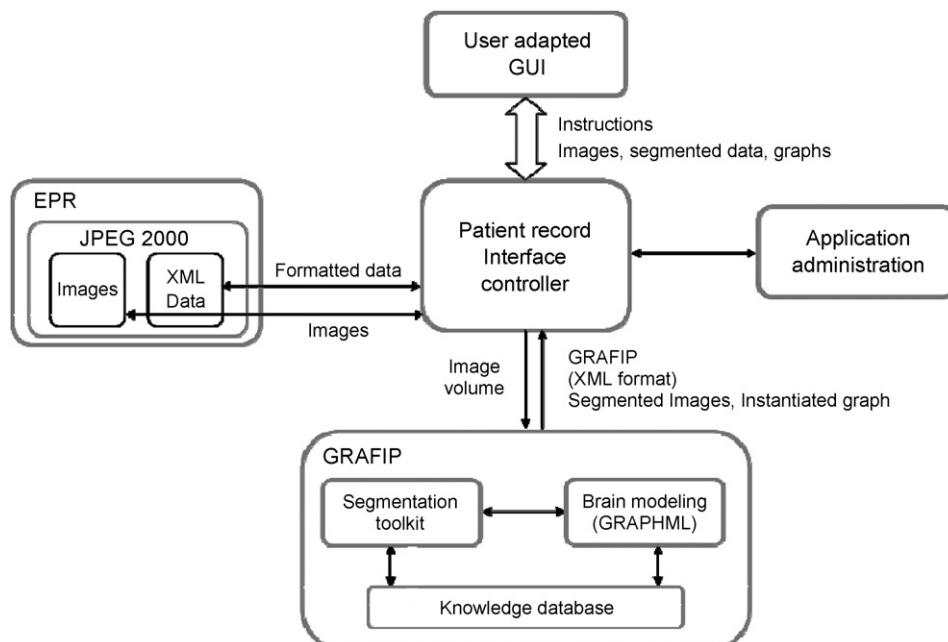 User adapted
GUI
Instructions
Images, segmented data, graphs
EPR
JPEG 2000
Images
XML
Data
Formatted data
Images
Patient record
Interface
controller
Application
administration
Image
volume
GRAFIP
(XML format)
Segmented Images, Instantiated graph
GRAFIP
Segmentation
toolkit
Brain modeling
(GRAPHML)
Knowledge database